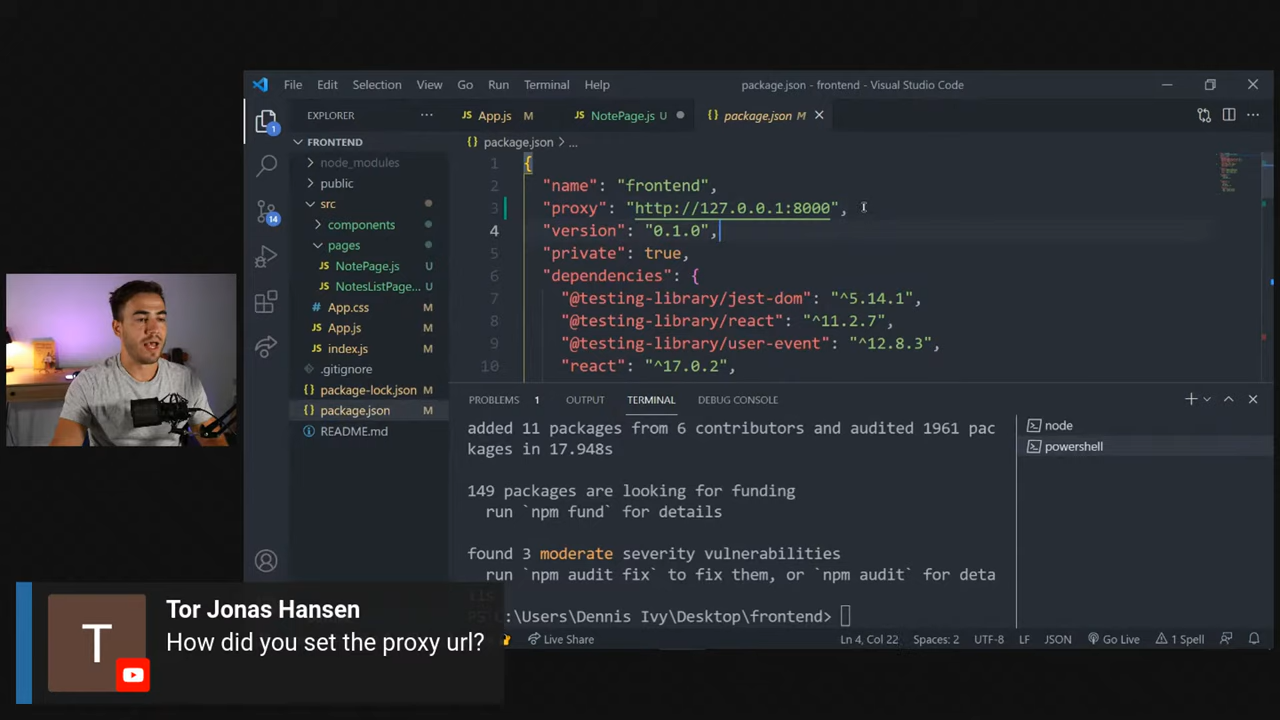 File Edit Selection View Go Run Terminal Help package.json - frontend - Visual Studio Code
EXPLORER
App.js M
NotePage.js U
package.json M
FRONTEND
package.json > ...
node_modules
public
src
components
pages
NotePage.js U
NotesListPage... U
App.css M
App.js M
index.js M
.gitignore
package-lock.json M
package.json M
README.md
1
14
1 {
2 "name": "frontend",
3 "proxy": "http://127.0.0.1:8000",
4 "version": "0.1.0",
5 "private": true,
6 "dependencies": {
7 "@testing-library/jest-dom": "^5.14.1",
8 "@testing-library/react": "^11.2.7",
9 "@testing-library/user-event": "^12.8.3",
10 "react": "^17.0.2",
PROBLEMS 1 OUTPUT TERMINAL DEBUG CONSOLE
added 11 packages from 6 contributors and audited 1961 pac
kages in 17.948s
149 packages are looking for funding
run `npm fund` for details
found 3 moderate severity vulnerabilities
run `npm audit fix` to fix them, or `npm audit` for deta
ils
:\Users\Dennis Ivy\Desktop\frontend>
node
powershell
Live Share
Ln 4, Col 22 Spaces: 2 UTF-8 LF JSON Go Live 1 Spell
T
Tor Jonas Hansen
How did you set the proxy url?